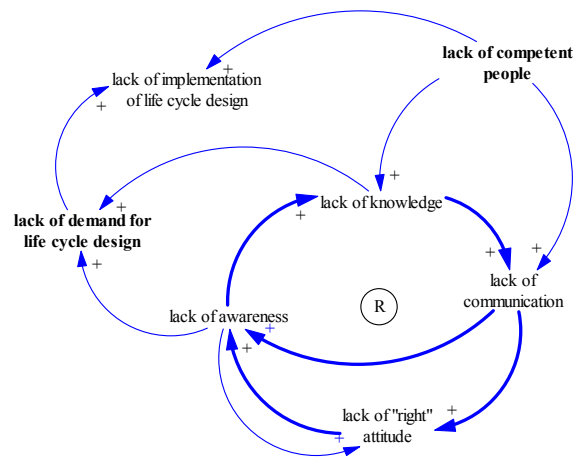 lack of competent
people
+
lack of implementation
of life cycle design
+
+
lack of knowledge
+
+
lack of demand for
life cycle design
+
+
+
lack of
communication
+
R
lack of awareness
+
+
lack of "right"
attitude
+
+